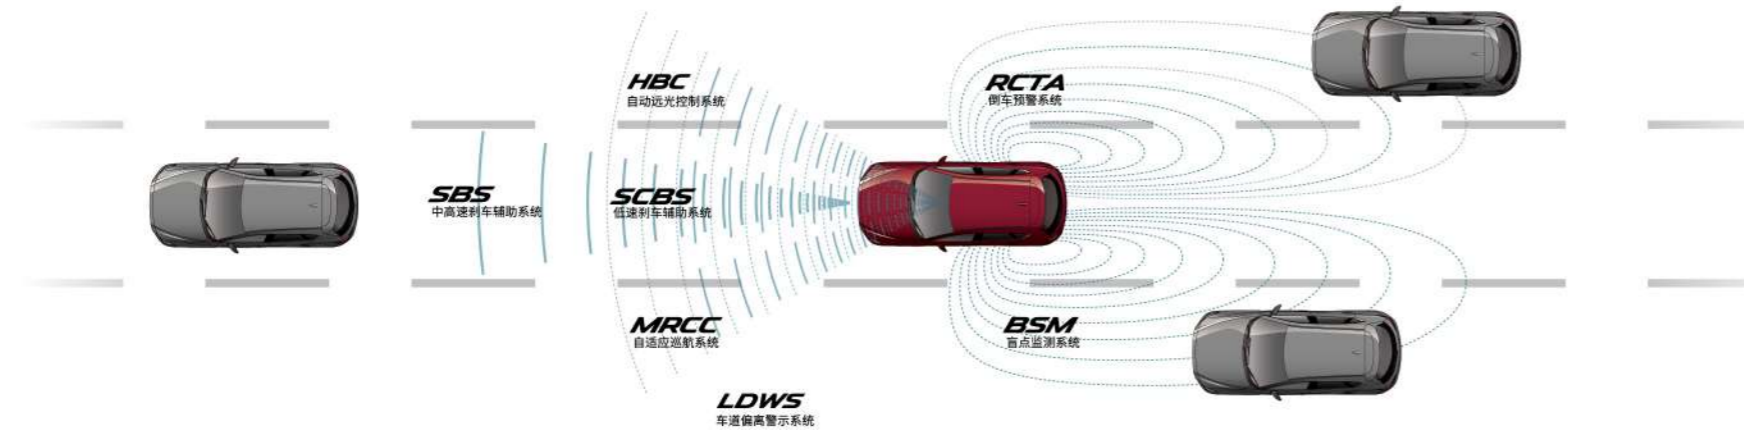 HBC
自动远光控制系统
RCTA
倒车预警系统
SBS
中高速刹车辅助系统
SCBS
低速刹车辅助系统
MRCC
自适应巡航系统
BSM
盲点监测系统
LDWS
车道偏离警示系统